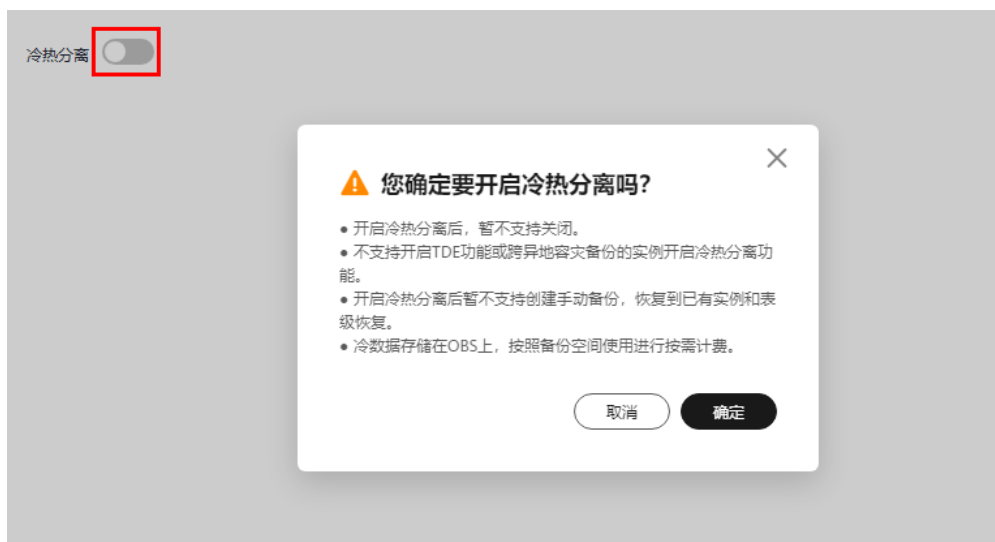 冷热分离
您确定要开启冷热分离吗?
● 开启冷热分离后，暂不支持关闭。
● 不支持开启TDE功能或跨异地容灾备份的实例开启冷热分离功
能。
● 开启冷热分离后暂不支持创建手动备份，恢复到已有实例和表
级恢复。
● 冷数据存储在OBS上，按照备份空间使用进行按需计费。
取消 确定